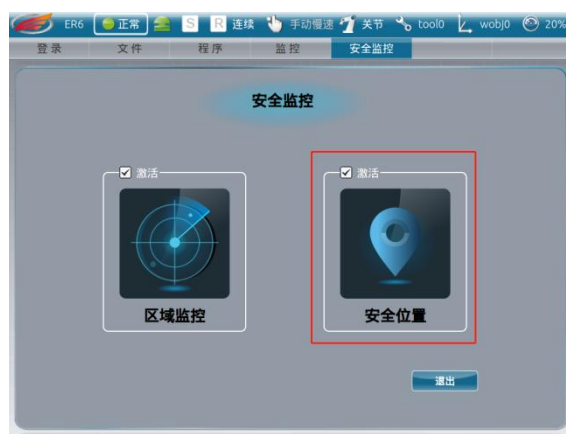 ER6 正常 S R 连续 手动慢速 关节 tool0 wobj0 20%
登录 文件 程序 监控 安全监控
安全监控
激活 激活
区域监控 安全位置
退出